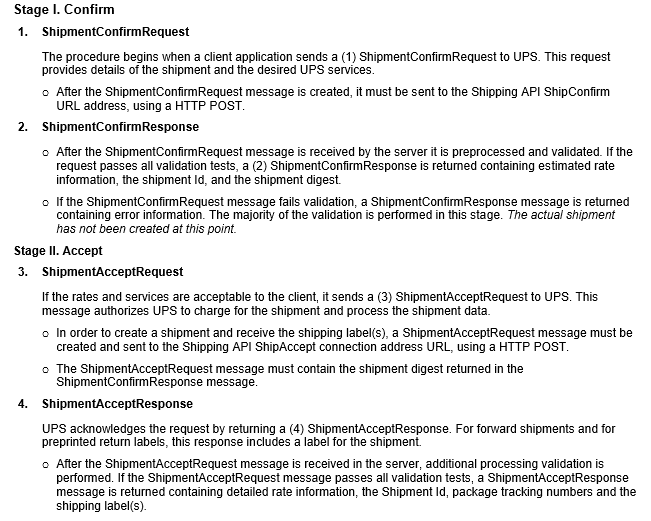 Stage I. Confirm
1. ShipmentConfirmRequest
The procedure begins when a client application sends a (1) ShipmentConfirmRequest to UPS. This request
provides details of the shipment and the desired UPS services.
o After the ShipmentConfirmRequest message is created, it must be sent to the Shipping API ShipConfirm
URL address, using a HTTP POST.
2. ShipmentConfirmResponse
o After the ShipmentConfirmRequest message is received by the server it is preprocessed and validated. If the
request passes all validation tests, a (2) ShipmentConfirmResponse is returned containing estimated rate
information, the shipment Id, and the shipment digest.
o If the ShipmentConfirmRequest message fails validation, a ShipmentConfirmResponse message is returned
containing error information. The majority of the validation is performed in this stage. The actual shipment
has not been created at this point.
Stage II. Accept
3. ShipmentAcceptRequest
If the rates and services are acceptable to the client, it sends a (3) ShipmentAcceptRequest to UPS. This
message authorizes UPS to charge for the shipment and process the shipment data.
o In order to create a shipment and receive the shipping label(s), a ShipmentAcceptRequest message must be
created and sent to the Shipping API ShipAccept connection address URL, using a HTTP POST.
o The ShipmentAcceptRequest message must contain the shipment digest returned in the
ShipmentConfirmResponse message.
4. ShipmentAcceptResponse
UPS acknowledges the request by returning a (4) ShipmentAcceptResponse. For forward shipments and for
preprinted return labels, this response includes a label for the shipment.
o After the ShipmentAcceptRequest message is received in the server, additional processing validation is
performed. If the ShipmentAcceptRequest message passes all validation tests, a ShipmentAcceptResponse
message is returned containing detailed rate information, the Shipment Id, package tracking numbers and the
shipping label(s).